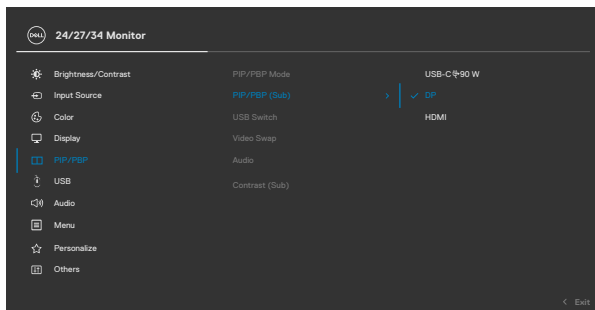 DELL 24/27/34 Monitor
Brightness/Contrast
Input Source
Color
Display
PIP/PBP
USB
Audio
Menu
Personalize
Others
PIP/PBP Mode
PIP/PBP (Sub)
USB Switch
Video Swap
Audio
Contrast (Sub)
USB-C 90 W
DP
HDMI
Exit